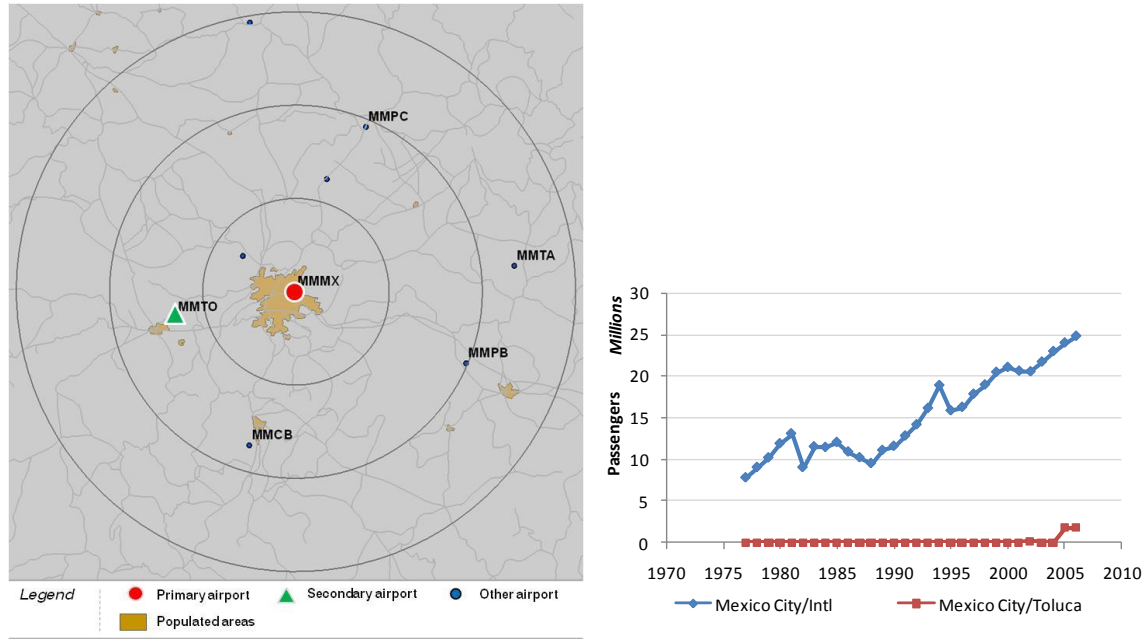 MMPC
MMTA
MMMX
MMTO
MMPB
MMCB
Legend
Primary airport
Secondary airport
Other airport
Populated areas
Passengers Millions
30
25
20
15
10
5
0
1970 1975 1980 1985 1990 1995 2000 2005 2010
Mexico City/Intl
Mexico City/Toluca